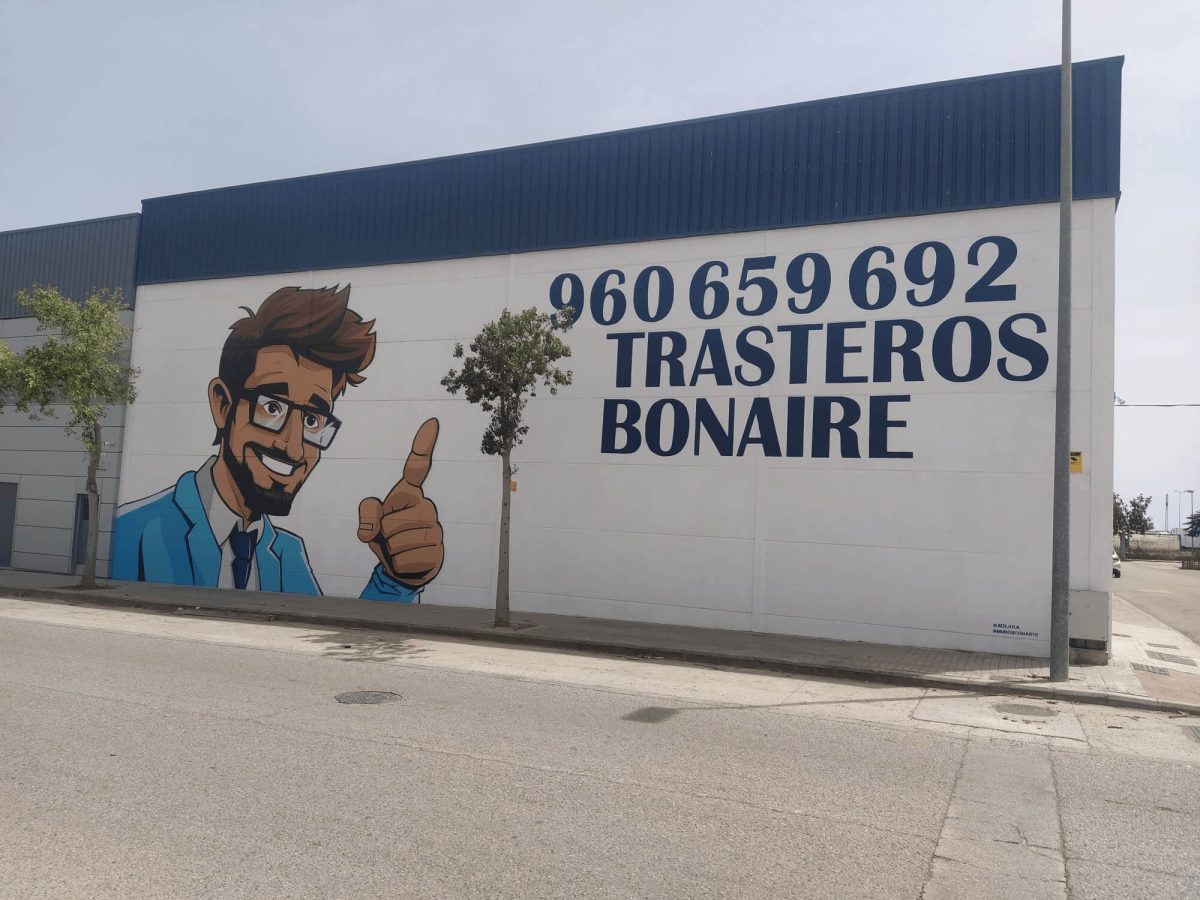 960 659 692
TRASTEROS
BONAIRE